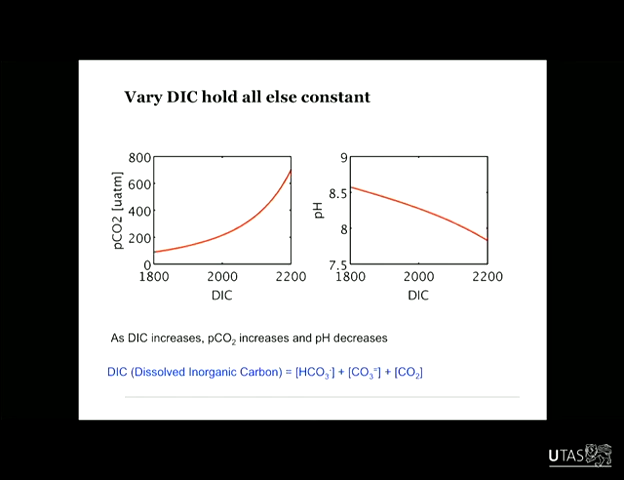 Vary DIC hold all else constant
800
600
400
200
0
pCO2 [uatm]
1800 2000 2200
DIC
9
8.5
8
7.5
pH
1800 2000 2200
DIC
As DIC increases, pCO₂ increases and pH decreases
DIC (Dissolved Inorganic Carbon) = [HCO₃⁻] + [CO₃⁼] + [CO₂]
UTAS